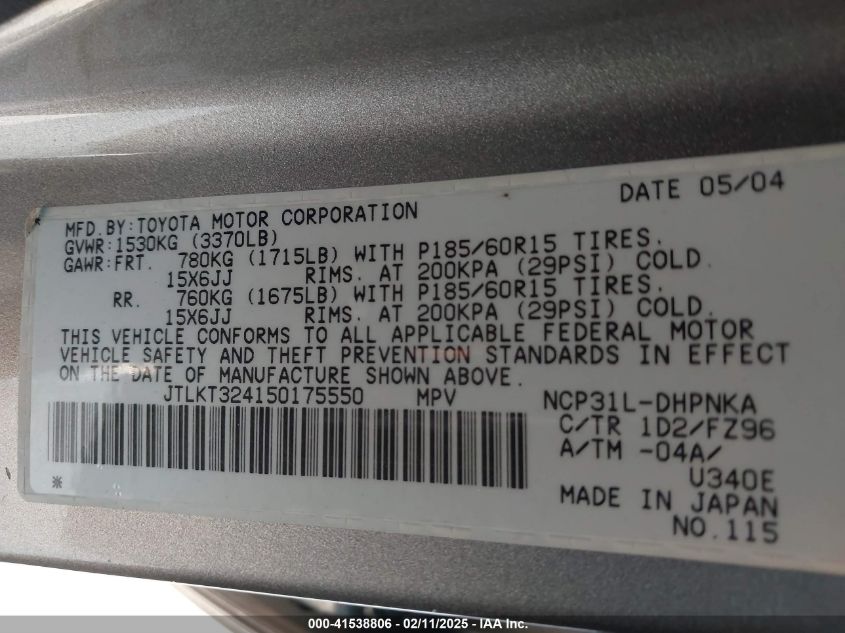 DATE 05/04
MFD.BY:TOYOTA MOTOR CORPORATION
GVWR:1530KG (3370LB)
GAWR:FRT. 780KG (1715LB) WITH P185/60R15 TIRES.
15X6JJ RIMS. AT 200KPA (29PSI) COLD.
RR. 760KG (1675LB) WITH P185/60R15 TIRES.
15X6JJ RIMS. AT 200KPA (29PSI) COLD.
THIS VEHICLE CONFORMS TO ALL APPLICABLE FEDERAL MOTOR
VEHICLE SAFETY AND THEFT PREVENTION STANDARDS IN EFFECT
ON THE DATE OF MANUFACTURE SHOWN ABOVE.
JTLKT324150175550 MPV NCP31L-DHPNKA
C/TR 1D2/FZ96
A/TM -04A/
U340E
MADE IN JAPAN
NO.115
000-41538806 - 02/11/2025 - IAA Inc.